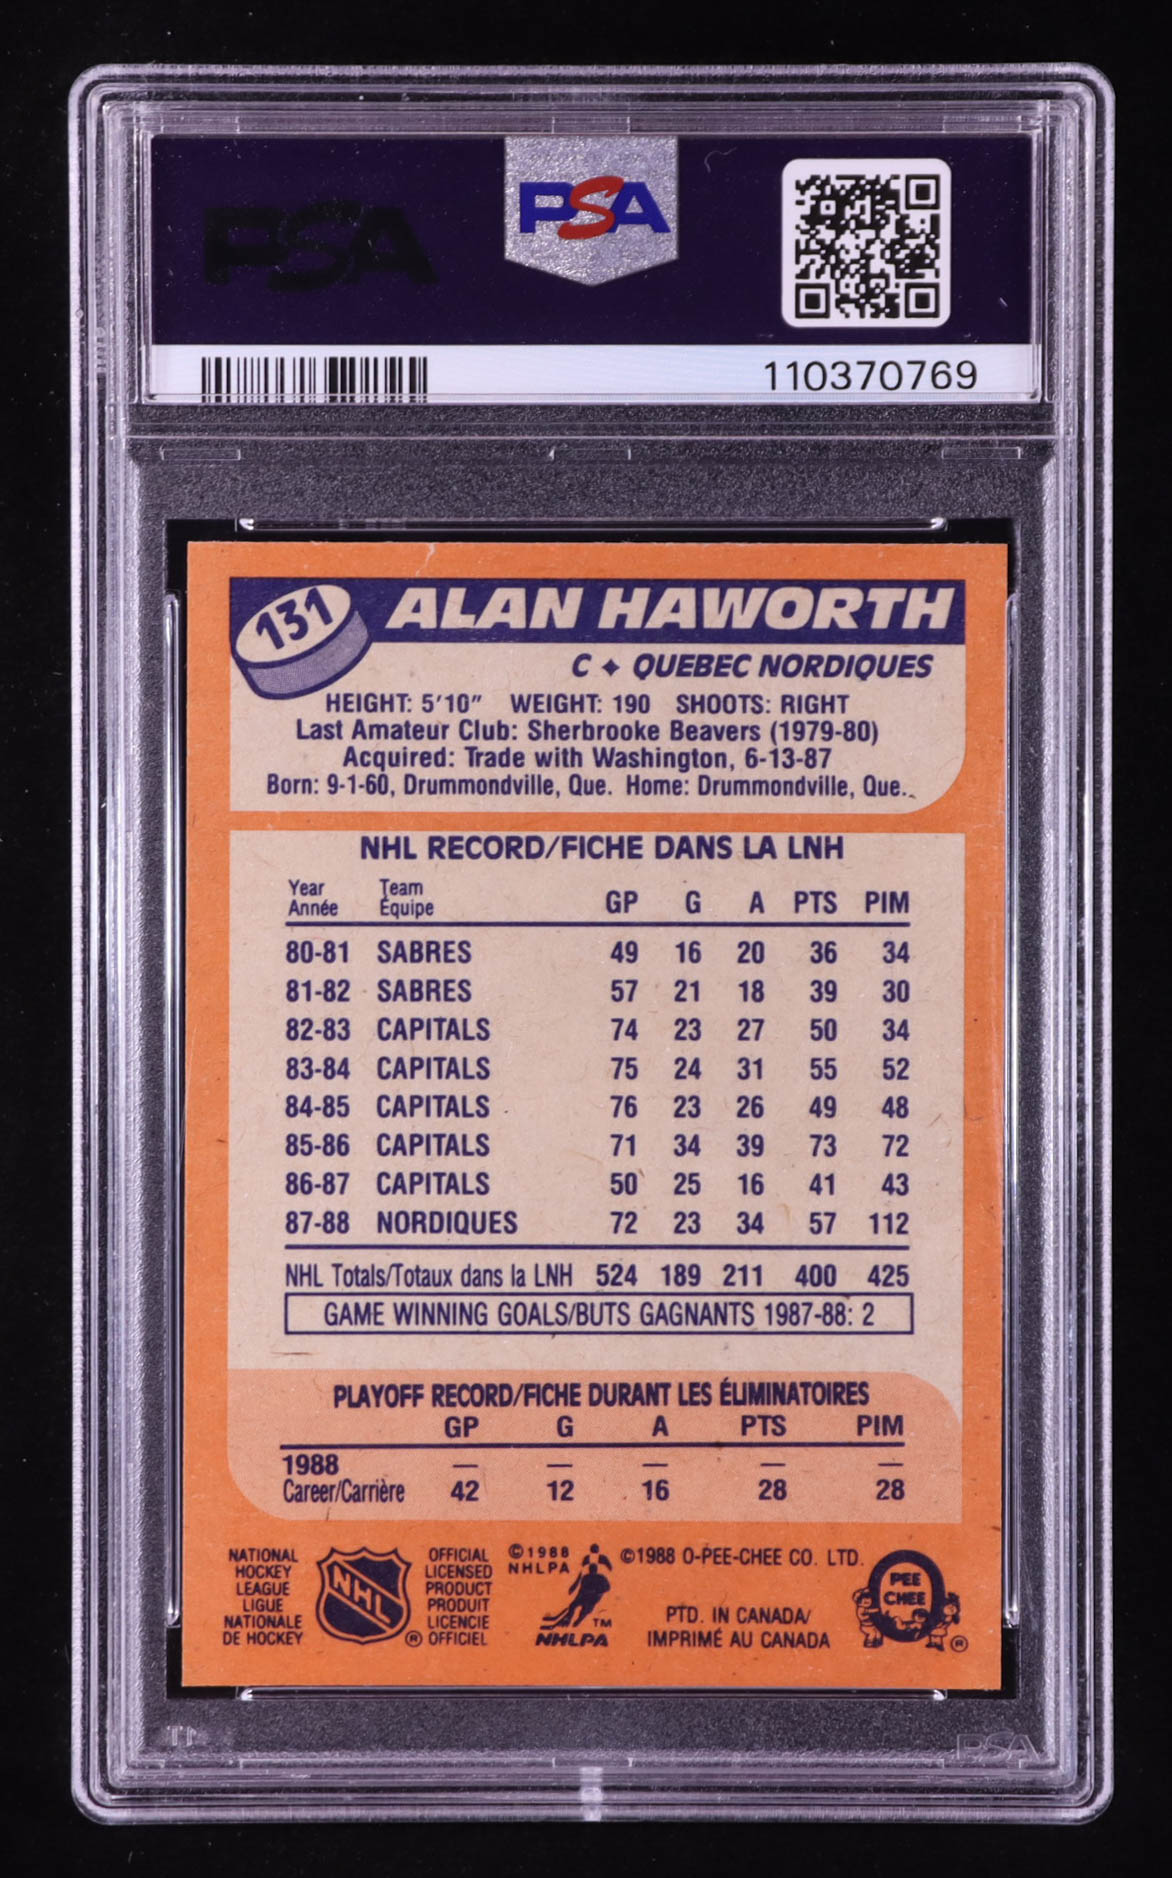 PSA
PSA
110370769
131
ALAN HAWORTH
C ✦ QUEBEC NORDIQUES
HEIGHT: 5'10" WEIGHT: 190 SHOOTS: RIGHT
Last Amateur Club: Sherbrooke Beavers (1979-80)
Acquired: Trade with Washington, 6-13-87
Born: 9-1-60, Drummondville, Que. Home: Drummondville, Que.
NHL RECORD/FICHE DANS LA LNH
Year Team
Année Équipe GP G A PTS PIM
80-81 SABRES 49 16 20 36 34
81-82 SABRES 57 21 18 39 30
82-83 CAPITALS 74 23 27 50 34
83-84 CAPITALS 75 24 31 55 52
84-85 CAPITALS 76 23 26 49 48
85-86 CAPITALS 71 34 39 73 72
86-87 CAPITALS 50 25 16 41 43
87-88 NORDIQUES 72 23 34 57 112
NHL Totals/Totaux dans la LNH 524 189 211 400 425
GAME WINNING GOALS/BUTS GAGNANTS 1987-88: 2
PLAYOFF RECORD/FICHE DURANT LES ÉLIMINATOIRES
GP G A PTS PIM
1988 — — — — —
Career/Carrière 42 12 16 28 28
NATIONAL
HOCKEY
LEAGUE
LIGUE
NATIONALE
DE HOCKEY
NHL
®
OFFICIAL
LICENSED
PRODUCT
PRODUIT
LICENCIE
OFFICIEL
©1988
NHLPA
TM
NHLPA
©1988 O-PEE-CHEE CO. LTD.
PTD. IN CANADA/
IMPRIMÉ AU CANADA
O
PEE
CHEE
®
PSA